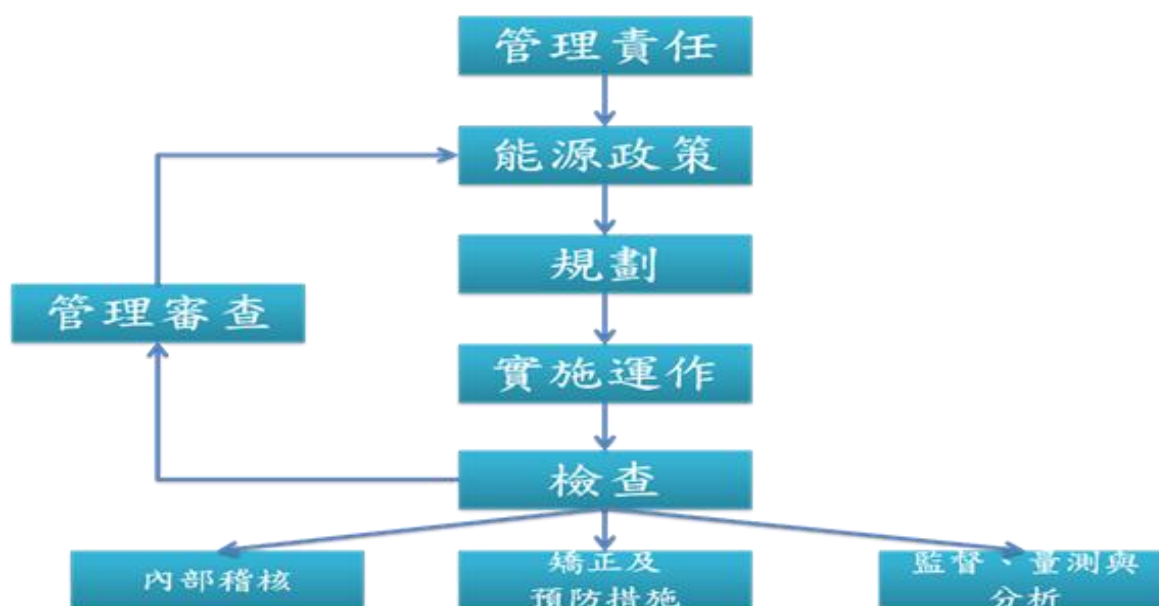 管理責任
能源政策
規劃
管理審查
實施運作
檢查
內部稽核
矯正及
預防措施
監督、量測與
分析